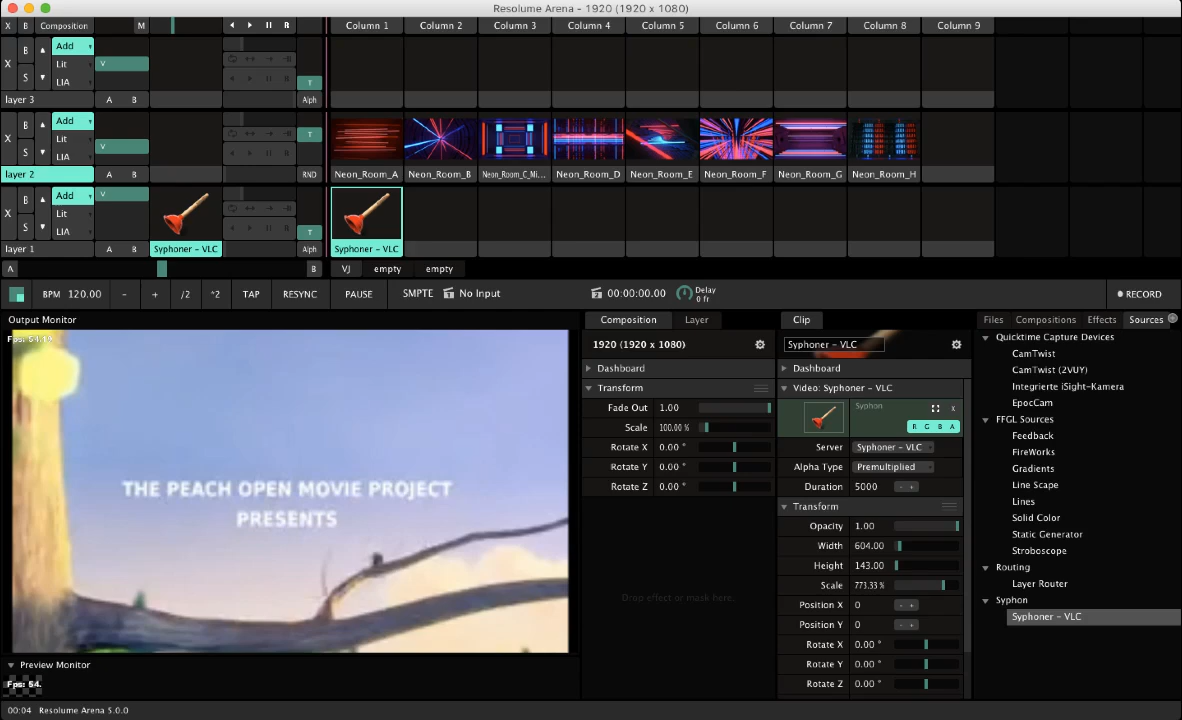 Resolume Arena - 1920 (1920 x 1080)
X B Composition M R Column 1 Column 2 Column 3 Column 4 Column 5 Column 6 Column 7 Column 8 Column 9
B Add
X Lit V
S LIA T
layer 3 A B Alph
B Add
X Lit V T
S LIA
layer 2 RND Neon_Room_A Neon_Room_B Neon_Room_C_Ni... Neon_Room_D Neon_Room_E Neon_Room_F Neon_Room_G Neon_Room_H
B Add V
X Lit
S LIA T
layer 1 A B Syphoner - VLC Alph Syphoner - VLC
A B VJ empty empty
BPM 120.00 - + /2 *2 TAP RESYNC PAUSE SMPTE No Input 00:00:00.00 Delay 0 fr RECORD
Output Monitor
THE PEACH OPEN MOVIE PROJECT
PRESENTS
Preview Monitor
Fps: 54.
Composition Layer
1920 (1920 x 1080)
Dashboard
Transform
Fade Out 1.00
Scale 100.00 %
Rotate X 0.00 °
Rotate Y 0.00 °
Rotate Z 0.00 °
Drop effect or mask here.
Clip
Syphoner - VLC
Dashboard
Video: Syphoner - VLC
Syphon x
R G B A
Server Syphoner - VLC
Alpha Type Premultiplied
Duration 5000 - +
Transform
Opacity 1.00
Width 604.00
Height 143.00
Scale 773.33 %
Position X 0 - +
Position Y 0 - +
Rotate X 0.00 °
Rotate Y 0.00 °
Rotate Z 0.00 °
Files Compositions Effects Sources
Quicktime Capture Devices
CamTwist
CamTwist (2VUY)
Integrierte iSight-Kamera
EpocCam
FFGL Sources
Feedback
FireWorks
Gradients
Line Scape
Lines
Solid Color
Static Generator
Stroboscope
Routing
Layer Router
Syphon
Syphoner - VLC
00:04 Resolume Arena 5.0.0